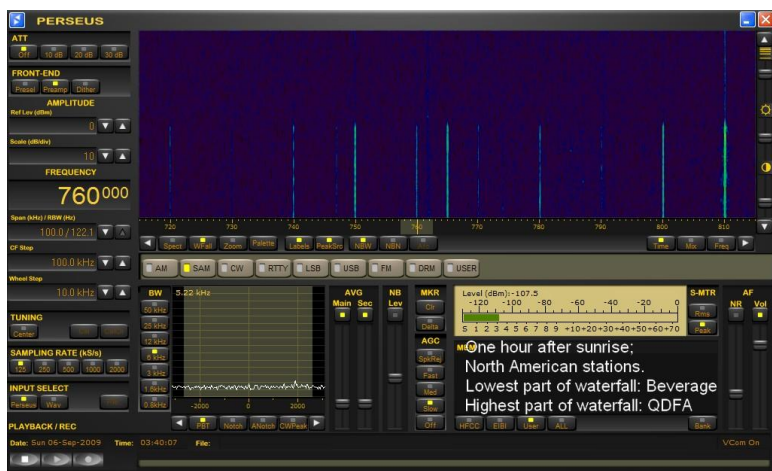 PERSEUS
ATT
Off 10 dB 20 dB 30 dB
FRONT-END
Presel Preamp Dither
AMPLITUDE
Ref Lev (dBm)
0
Scale (dB/div)
10
FREQUENCY
760000
Span (kHz) / RBW (Hz)
100.0 / 122.1
CF Step
100.0 kHz
Wheel Step
10.0 kHz
TUNING
Center
SAMPLING RATE (kS/s)
125 250 500 1000 2000
INPUT SELECT
Perseus Wav
720 730 740 750 760 770 780 790 800 810
Spect WFall Zoom Palette Labels PeakSrc NBW NBN Time Mix Freq
AM SAM CW RTTY LSB USB FM DRM USER
BW
50 kHz
25 kHz
12 kHz
6 kHz
3 kHz
1.6kHz
0.8kHz
5.22 kHz
-2000 0 2000
PBT Notch ANotch CWPeak
AVG
Main Sec
NB
Lev
MKR
Clr
Delta
AGC
SpkRej
Fast
Med
Slow
Off
Level (dBm):-107.5
-120 -100 -80 -60 -40 -20 0
S 1 2 3 4 5 6 7 8 9 +10+20+30+40+50+60+70
S-MTR
Rms
Peak
AF
NR Vol
One hour after sunrise;
North American stations.
Lowest part of waterfall: Beverage
Highest part of waterfall: QDFA
HFCC EIBI User ALL Bank
PLAYBACK / REC
Date: Sun 06-Sep-2009 Time: 03:40:07 File:
VCom On